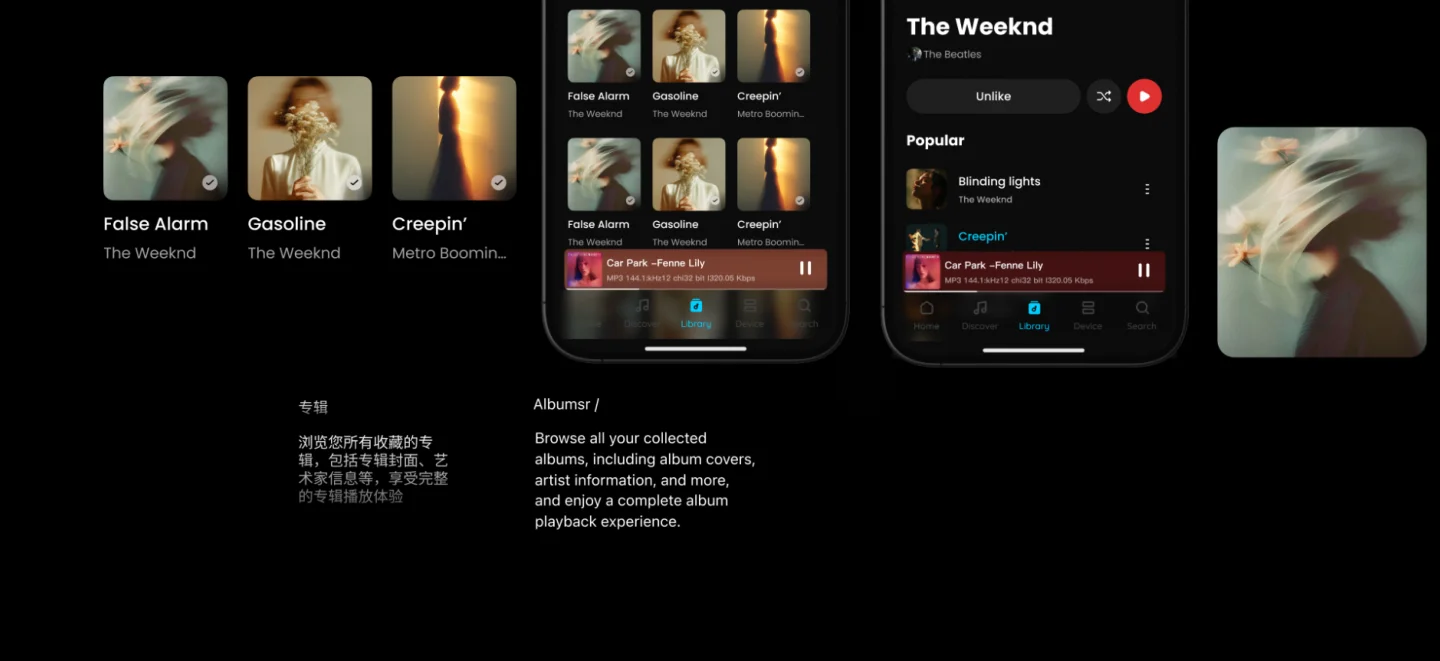 False Alarm
The Weeknd
Gasoline
The Weeknd
Creepin’
Metro Boomin...
False Alarm
The Weeknd
Gasoline
The Weeknd
Creepin’
Metro Boomin...
False Alarm
The Weeknd
Gasoline
The Weeknd
Creepin’
Metro Boomin...
Car Park –Fenne Lily
MP3 144.1:kHz12 chi32 bit I320.05 Kbps
Discover
Library
Device
Search
The Weeknd
The Beatles
Unlike
Popular
Blinding lights
The Weeknd
Creepin’
Car Park –Fenne Lily
MP3 144.1:kHz12 chi32 bit I320.05 Kbps
Home
Discover
Library
Device
Search
专辑
浏览您所有收藏的专
辑，包括专辑封面、艺
术家信息等，享受完整
的专辑播放体验
Albumsr /
Browse all your collected
albums, including album covers,
artist information, and more,
and enjoy a complete album
playback experience.